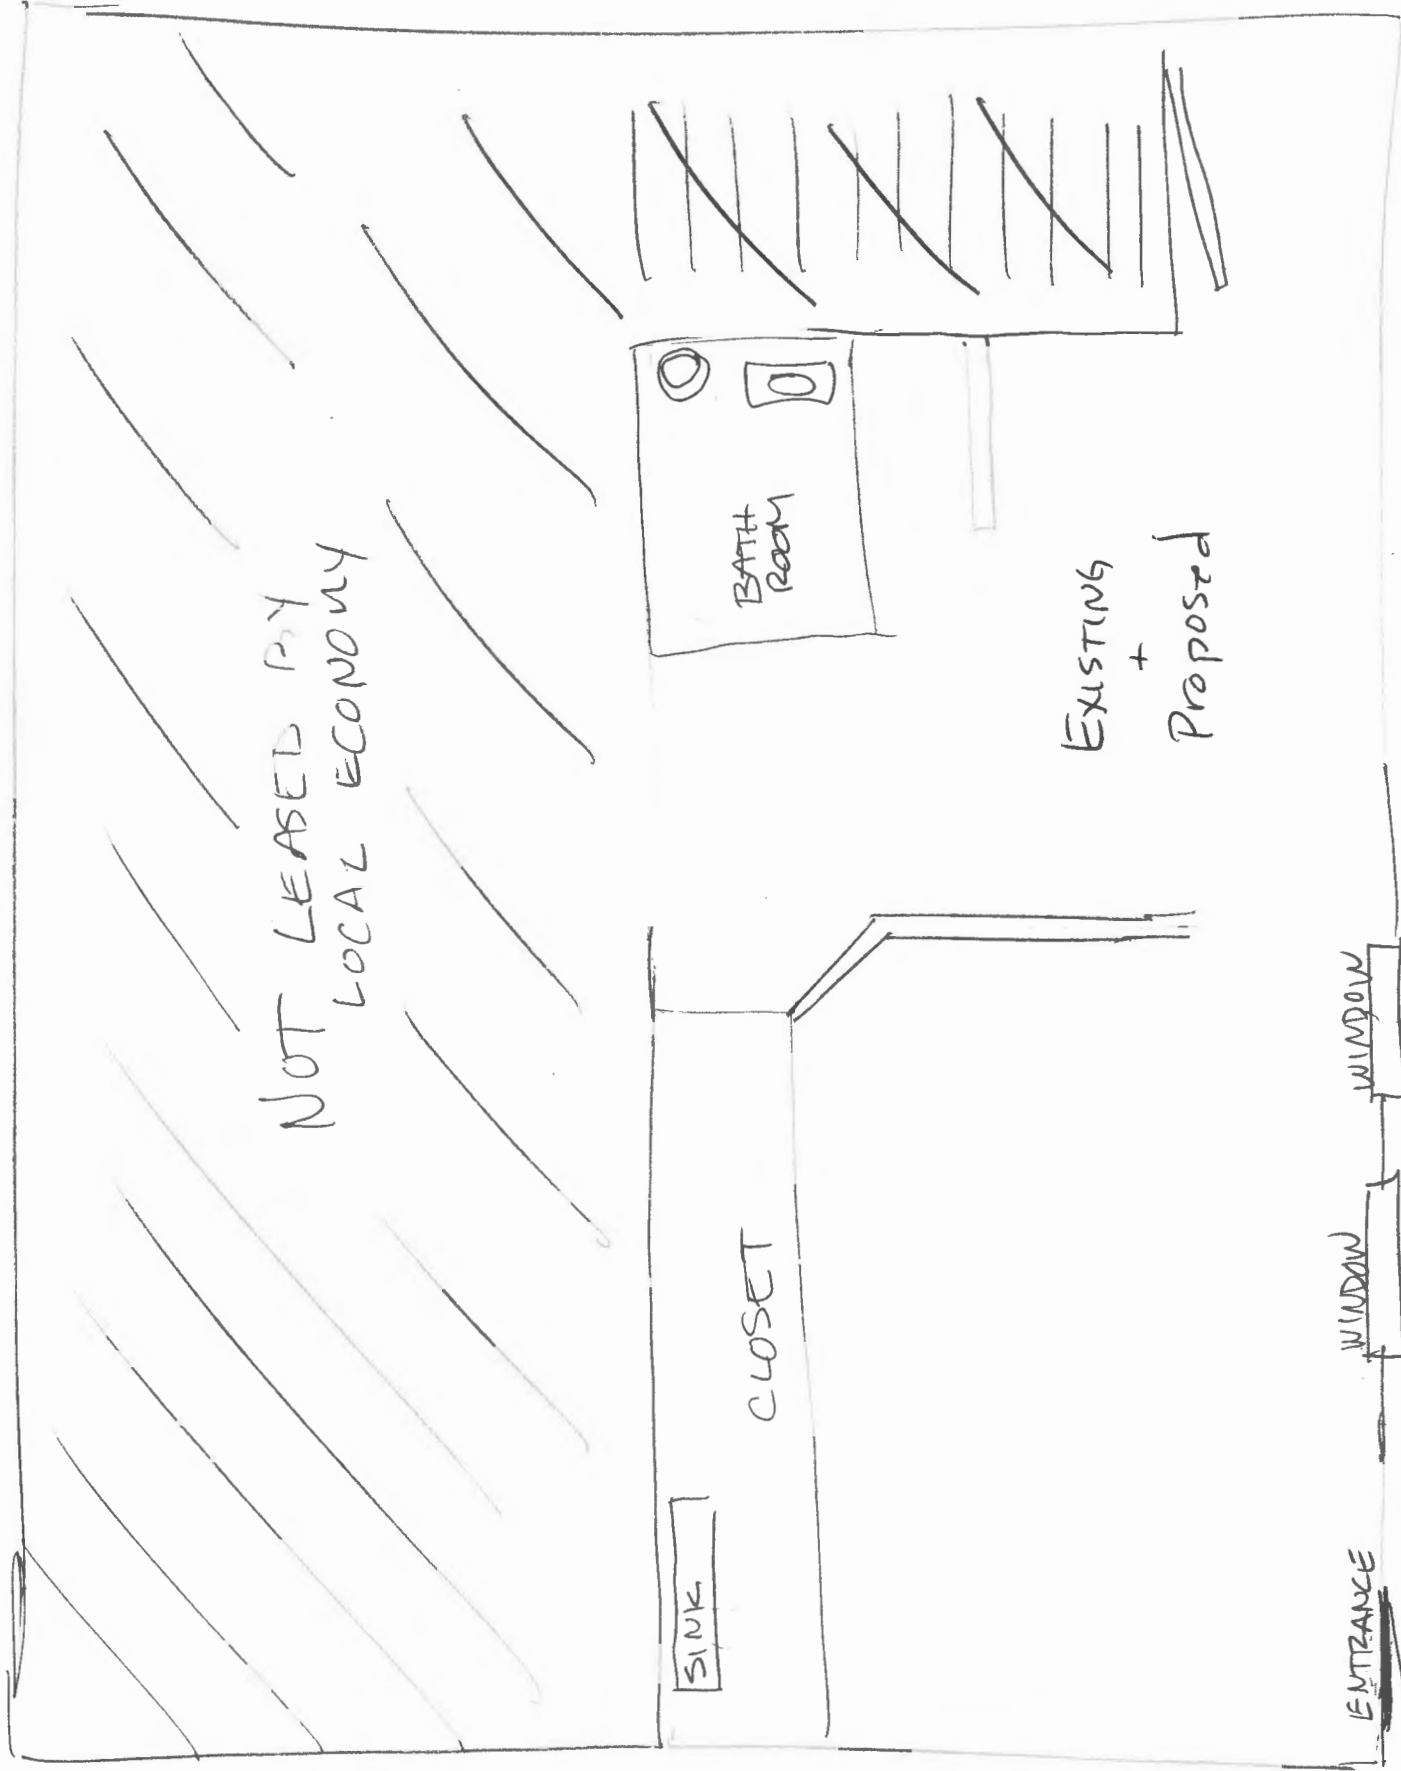 NOT LEASED BY
LOCAL ECONOMY
BATH
ROOM
EXISTING
+
Proposed
CLOSET
SINK
ENTRANCE
WINDOW
WINDOW